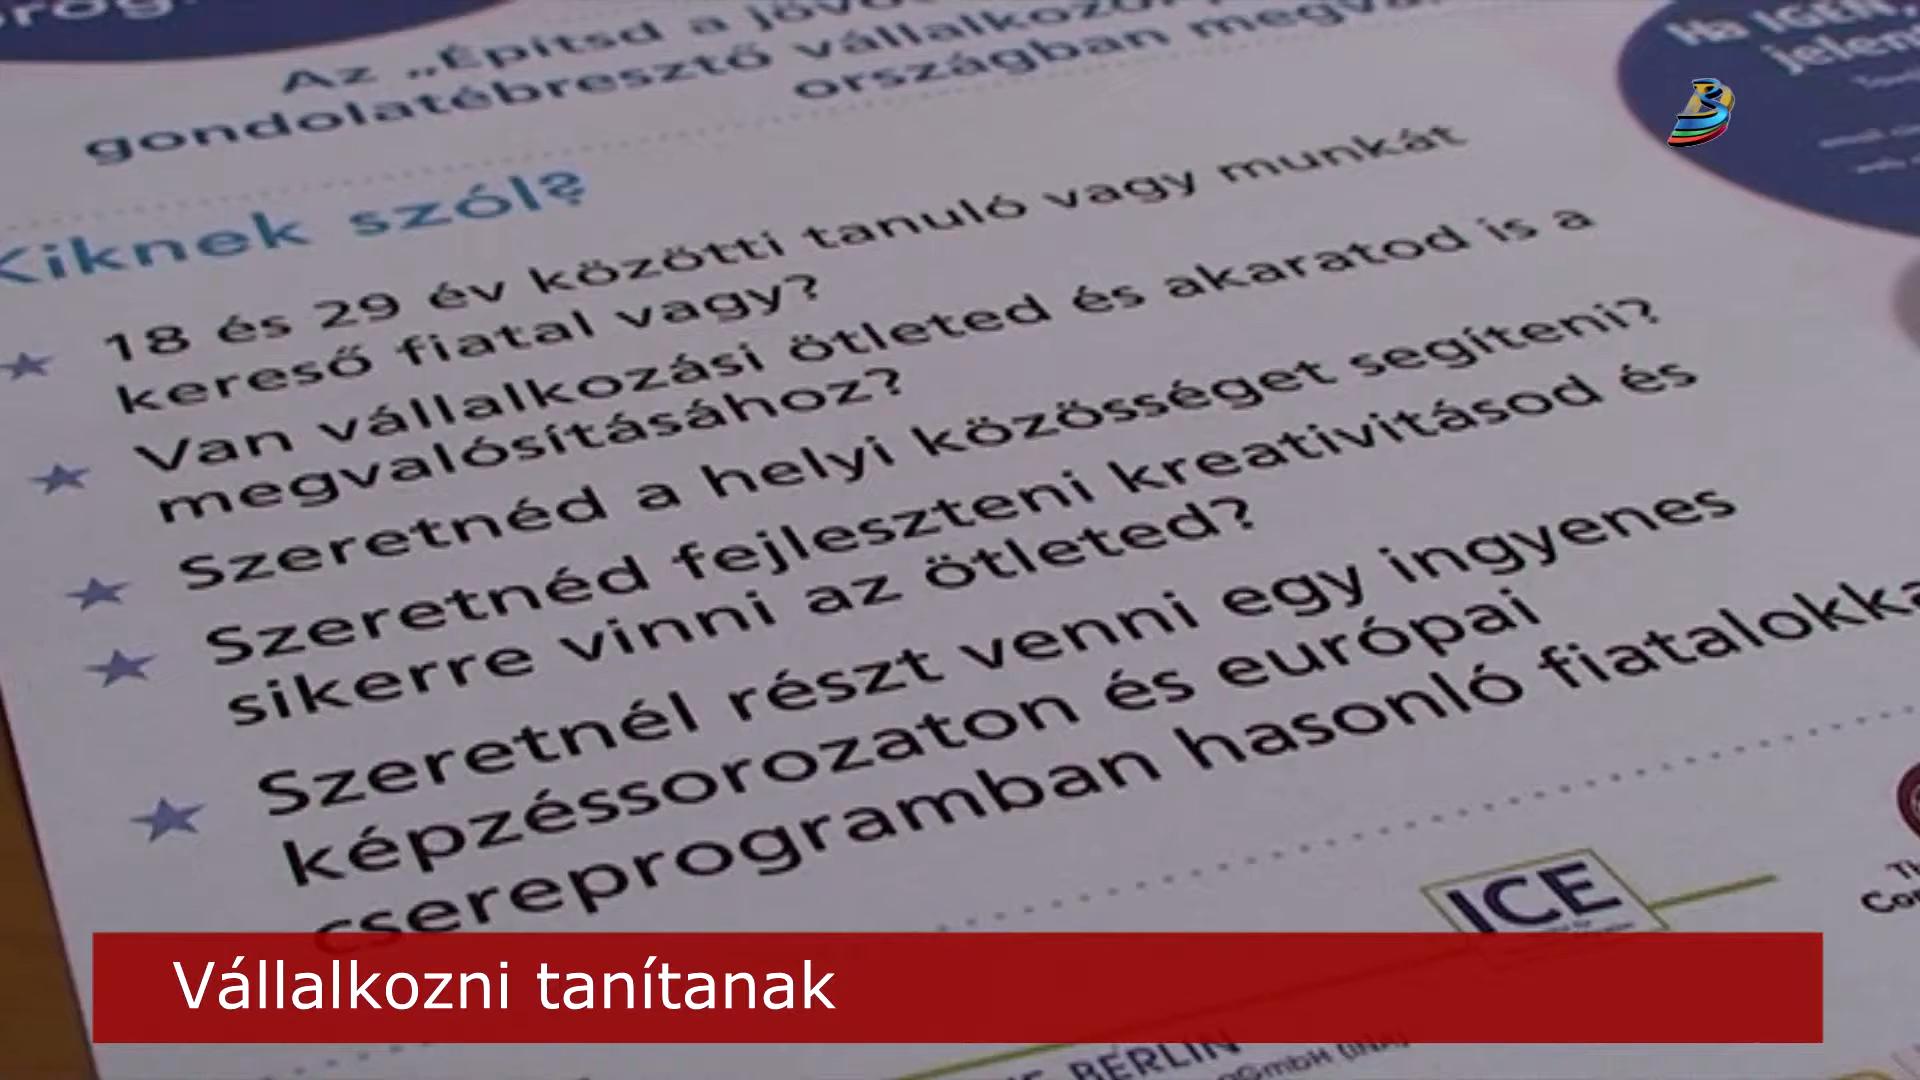 Az „Építsd a
gondolatébresztő vállalkozó
országban
Ha IGEN,
Kiknek szól?
18 és 29 év közötti tanuló vagy munkát
kereső fiatal vagy?
Van vállalkozási ötleted és akaratod is a
megvalósításához?
Szeretnéd a helyi közösséget segíteni?
Szeretnéd fejleszteni kreativitásod és
sikerre vinni az ötleted?
Szeretnél részt venni egy ingyenes
képzéssorozaton és európai
csereprogramban hasonló fiatalokka
ICE
Vállalkozni tanítanak
BERLIN